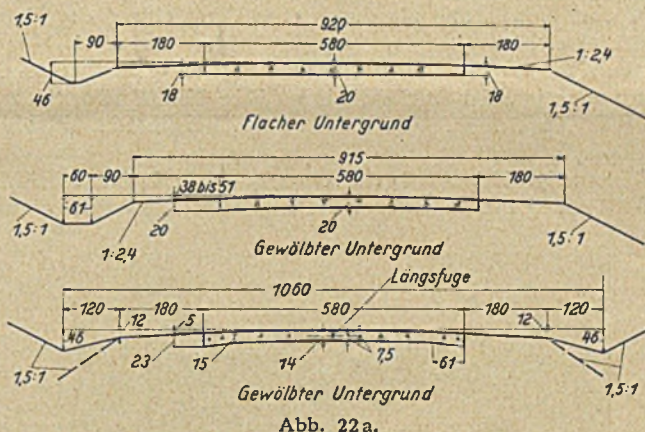 1,5:1
920
90 180 580 180
46
1:2,4
18 20 18
1,5:1
Flacher Untergrund
915
60 90 580 180
38 bis 51
61
1,5:1
20 20
1:2,4
1,5:1
Gewölbter Untergrund
Längsfuge
1060
120 180 580 180 120
12 5 12
46 46
23 15 14 7,5 61
1,5:1 1,5:1
Gewölbter Untergrund
Abb. 22a.